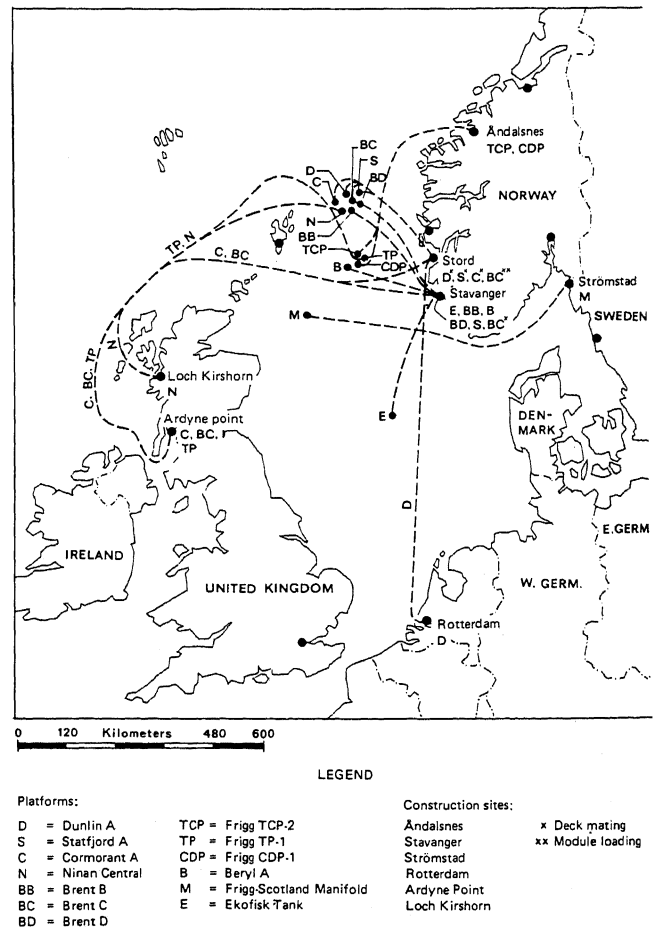 BC
S
D
BD
C
Åndalsnes
TCP, CDP
NORWAY
N
BB
TCP
TP
CDP
B
TP, N
C, BC
Stord
D,ˣ S,ˣ C,ˣ BCˣˣ
Stavanger
E, BB, B
BD, S, BCˣ
Strömstad
M
SWEDEN
M
N
C, BC, TP
Loch Kirshorn
N
Ardyne point
C, BC,
TP
E
DEN-
MARK
D
E.GERM
IRELAND
UNITED KINGDOM
W. GERM.
Rotterdam
D
0 120 Kilometers 480 600
LEGEND
Platforms:
D = Dunlin A
S = Statfjord A
C = Cormorant A
N = Ninan Central
BB = Brent B
BC = Brent C
BD = Brent D
TCP = Frigg TCP-2
TP = Frigg TP-1
CDP = Frigg CDP-1
B = Beryl A
M = Frigg-Scotland Manifold
E = Ekofisk Tank
Construction sites:
Åndalsnes
Stavanger
Strömstad
Rotterdam
Ardyne Point
Loch Kirshorn
x Deck mating
xx Module loading